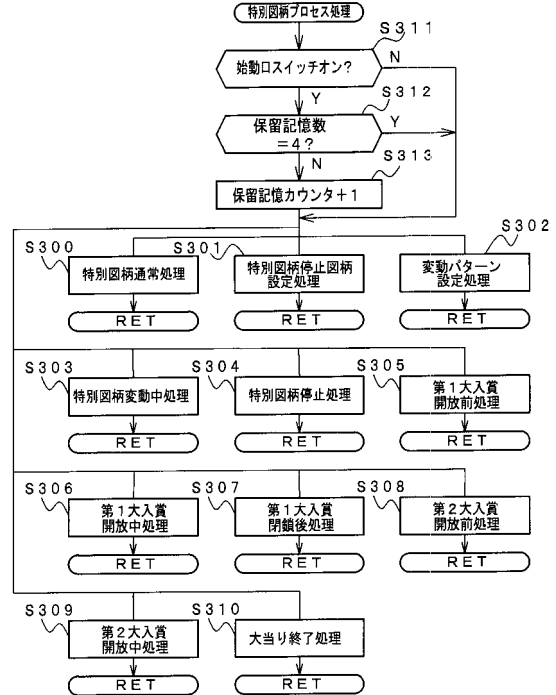 特別図柄プロセス処理
S311
始動口スイッチオン?
N
Y
S312
保留記憶数
=4?
Y
N
S313
保留記憶カウンタ+1
S300
特別図柄通常処理
RET
S301
特別図柄停止図柄
設定処理
RET
S302
変動パターン
設定処理
RET
S303
特別図柄変動中処理
RET
S304
特別図柄停止処理
RET
S305
第1大入賞
開放前処理
RET
S306
第1大入賞
開放中処理
RET
S307
第1大入賞
閉鎖後処理
RET
S308
第2大入賞
開放前処理
RET
S309
第2大入賞
開放中処理
RET
S310
大当り終了処理
RET